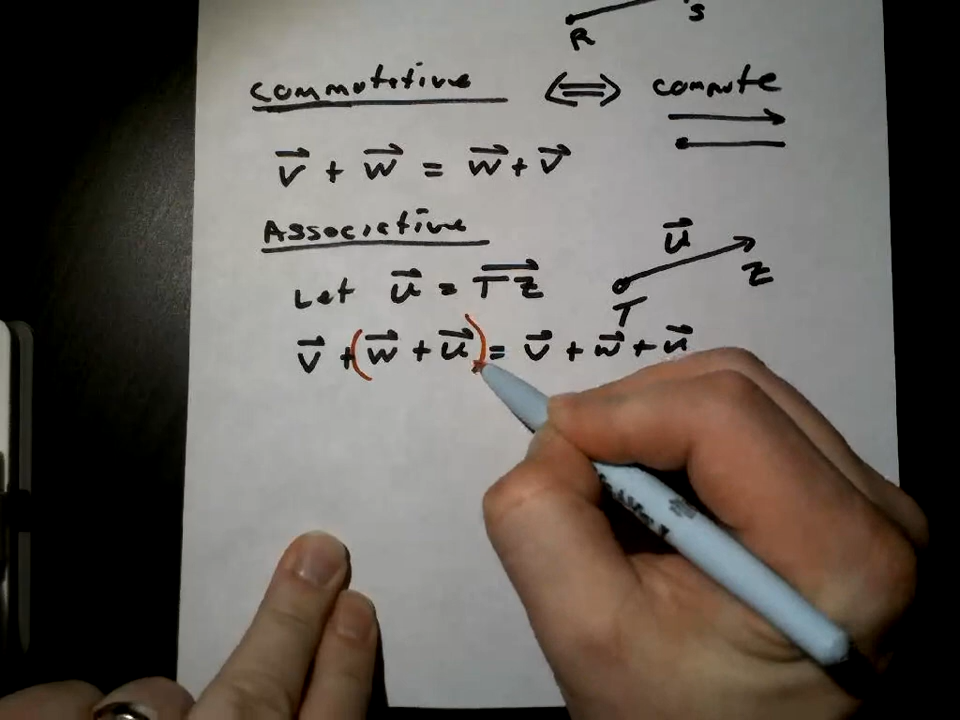 R S
Commutative ⟺ commute
v⃗ + w⃗ = w⃗ + v⃗
Associative
Let u⃗ = TZ⃗
u⃗
T Z
v⃗ + (w⃗ + u⃗) = v⃗ + w⃗ + u⃗